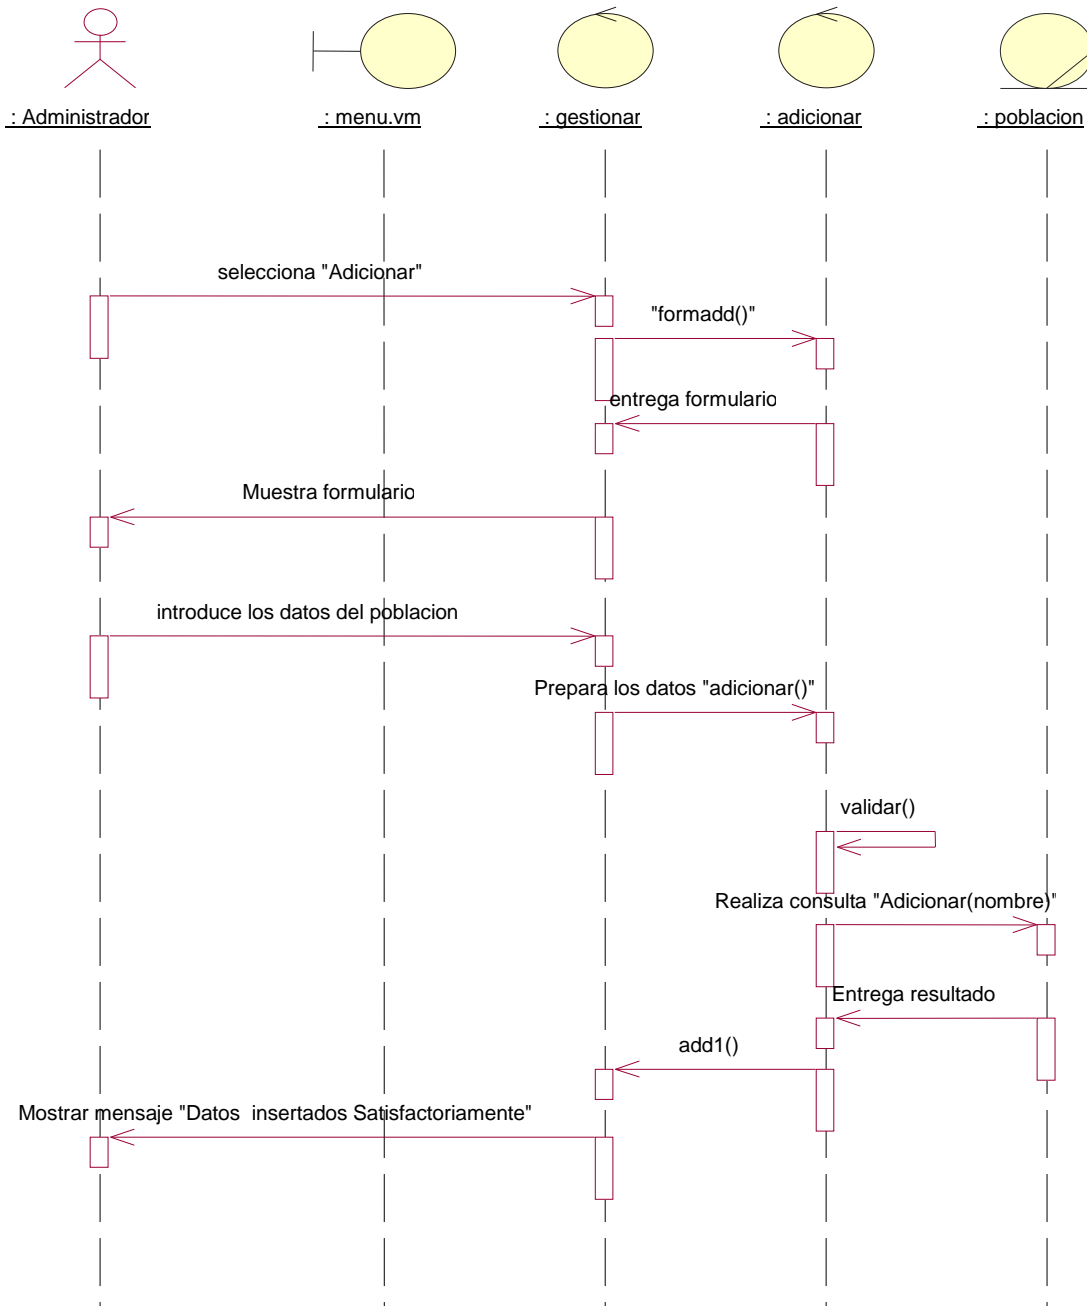 : Administrador
: menu.vm
: gestionar
: adicionar
: poblacion
selecciona "Adicionar"
"formadd()"
entrega formulario
Muestra formulario
introduce los datos del poblacion
Prepara los datos "adicionar()"
validar()
Realiza consulta "Adicionar(nombre)"
Entrega resultado
add1()
Mostrar mensaje "Datos  insertados Satisfactoriamente"